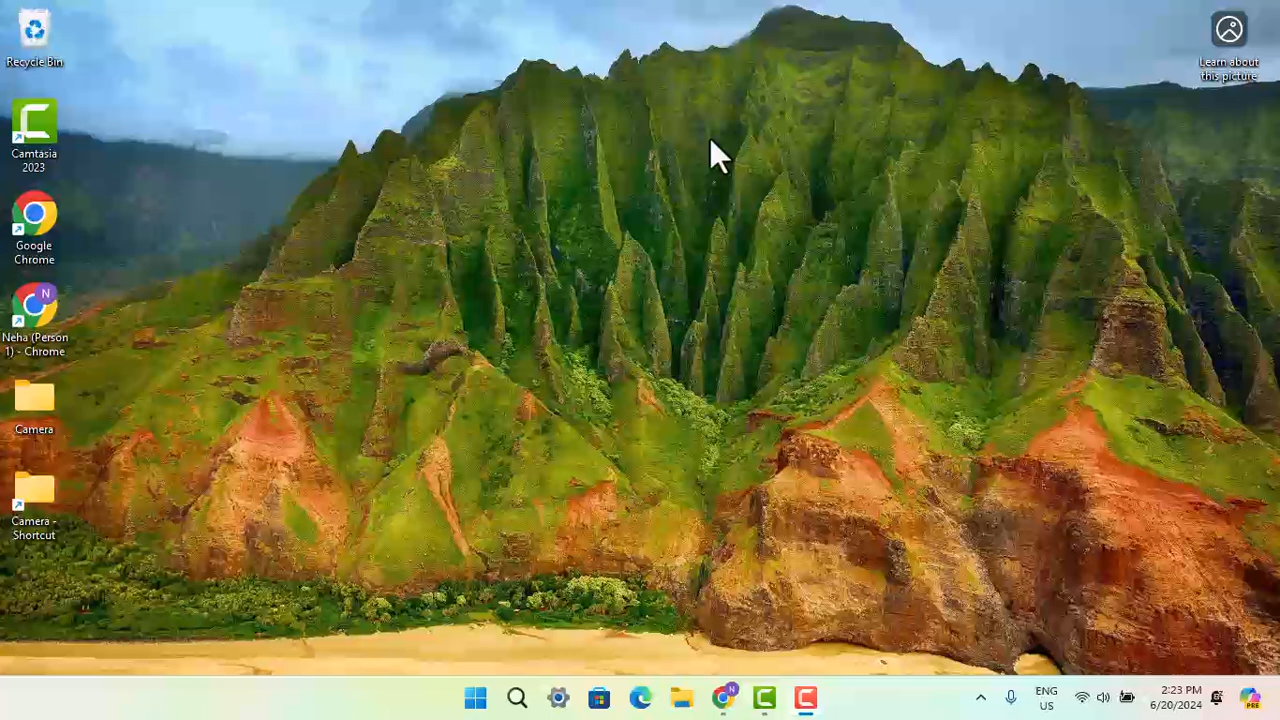 Recycle Bin
Learn about
this picture
Camtasia
2023
Google
Chrome
N
Neha (Person
1) - Chrome
Camera
Camera -
Shortcut
N
ENG
US
2:23 PM
6/20/2024
PRE